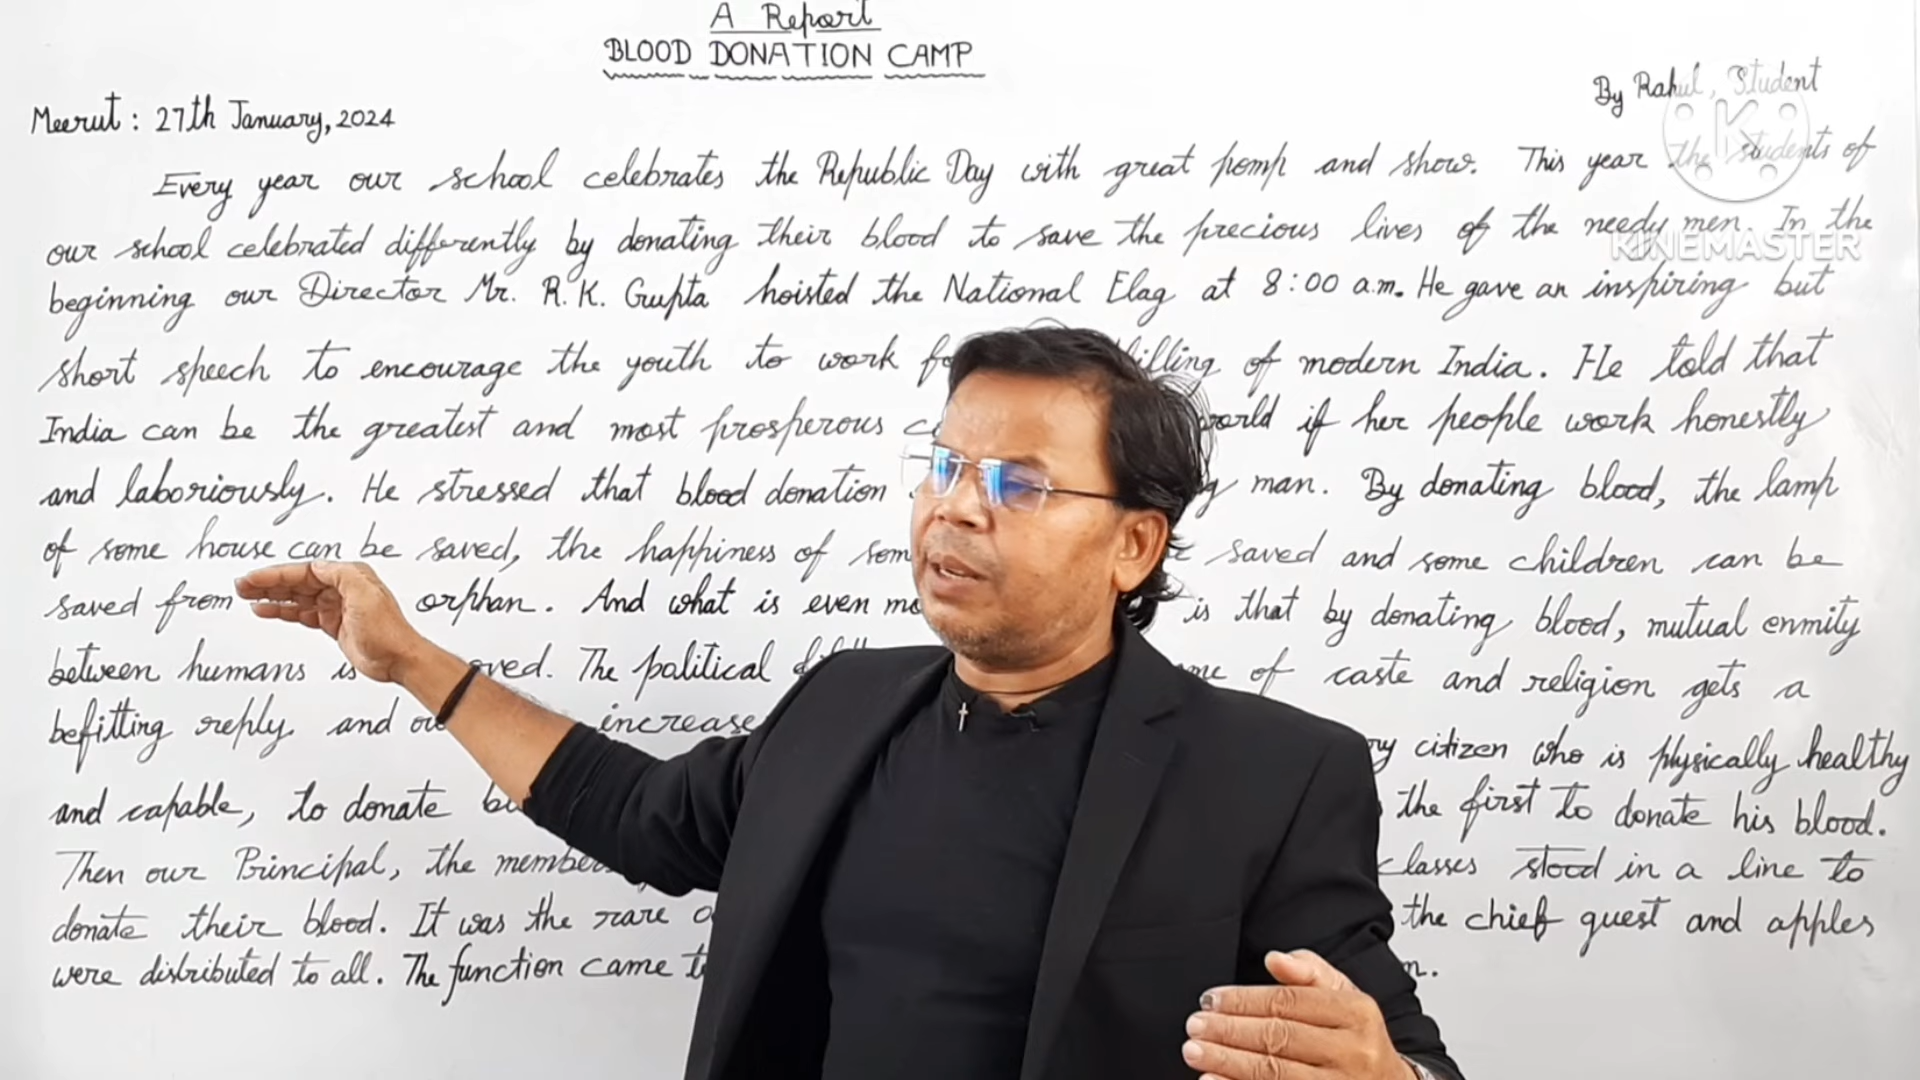 A Report
BLOOD DONATION CAMP
By Rahul, Student
Meerut : 27th January, 2024
Every year our school celebrates the Republic Day with great pomp and show. This year the students of
our school celebrated differently by donating their blood to save the precious lives of the needy men. In the
beginning our Director Mr. R.K. Gupta hoisted the National Flag at 8:00 a.m. He gave an inspiring but
short speech to encourage the youth to work of modern India. He told that
India can be the greatest and most prosperous world if her people work honestly
and laboriously. He stressed that blood donation man. By donating blood, the lamp
of some house can be saved, the happiness of saved and some children can be
saved from orphan. And what is even is that by donating blood, mutual enmity
between humans is The political of caste and religion gets a
befitting reply and increase citizen who is physically healthy
and capable, to donate the first to donate his blood.
Then our Principal, the members classes stood in a line to
donate their blood. It was the rare the chief guest and apples
were distributed to all. The function came
K
KINEMASTER